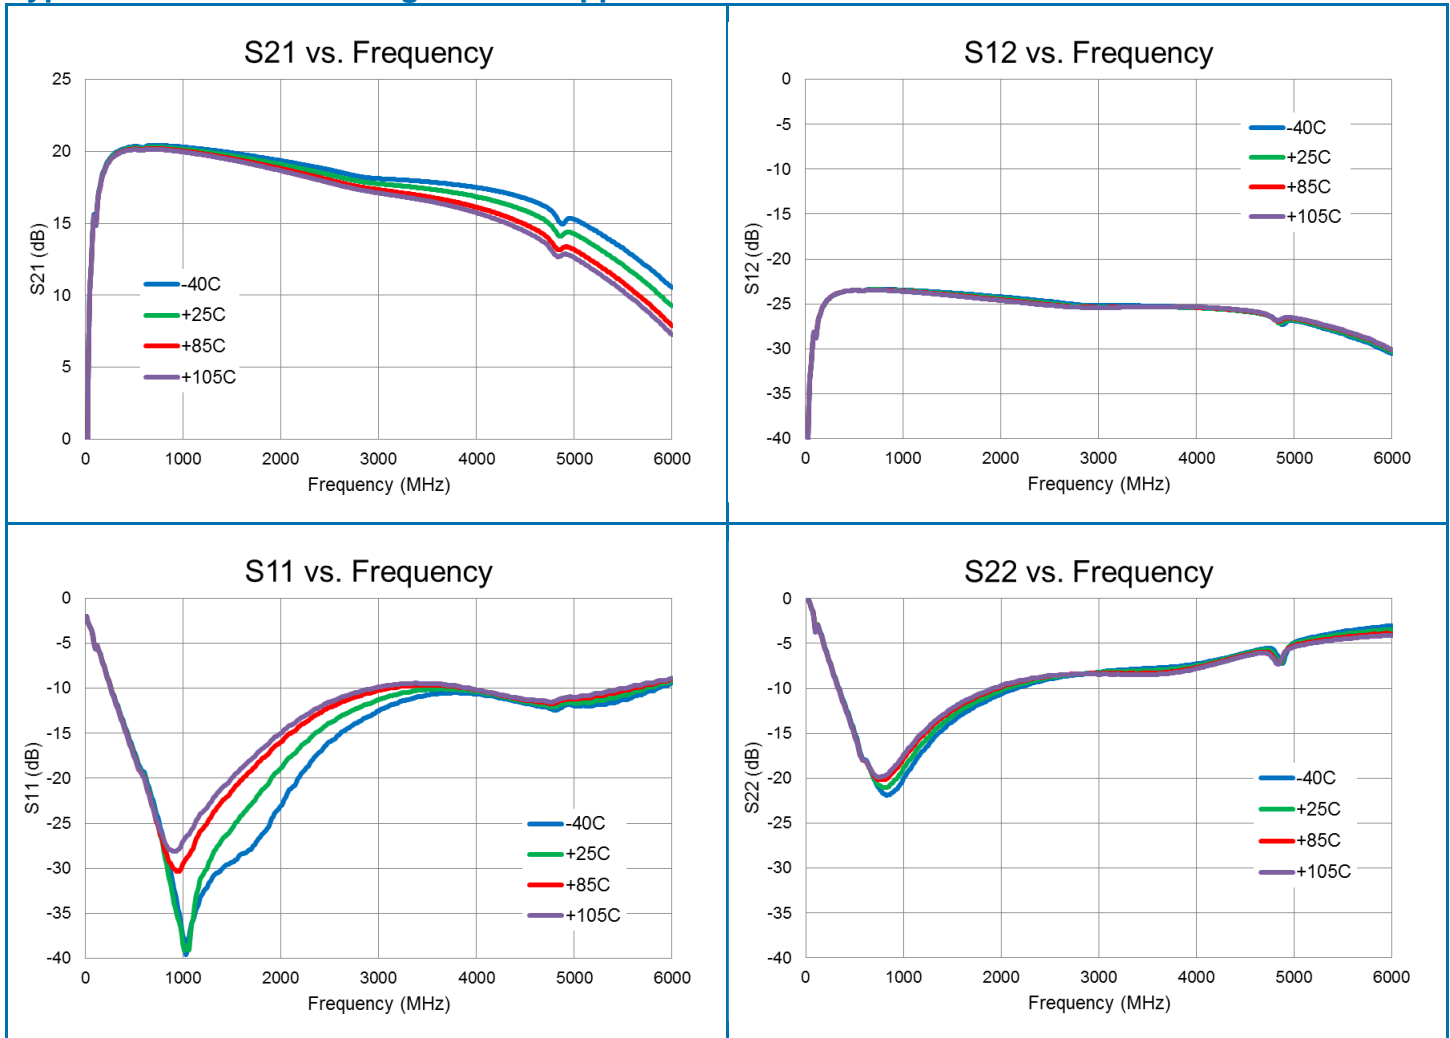 S21 vs. Frequency
25
20
15
10
5
0
S21 (dB)
-40C
+25C
+85C
+105C
0 1000 2000 3000 4000 5000 6000
Frequency (MHz)
S12 vs. Frequency
0
-5
-10
-15
-20
-25
-30
-35
-40
S12 (dB)
-40C
+25C
+85C
+105C
0 1000 2000 3000 4000 5000 6000
Frequency (MHz)
S11 vs. Frequency
0
-5
-10
-15
-20
-25
-30
-35
-40
S11 (dB)
-40C
+25C
+85C
+105C
0 1000 2000 3000 4000 5000 6000
Frequency (MHz)
S22 vs. Frequency
0
-5
-10
-15
-20
-25
-30
-35
-40
S22 (dB)
-40C
+25C
+85C
+105C
0 1000 2000 3000 4000 5000 6000
Frequency (MHz)